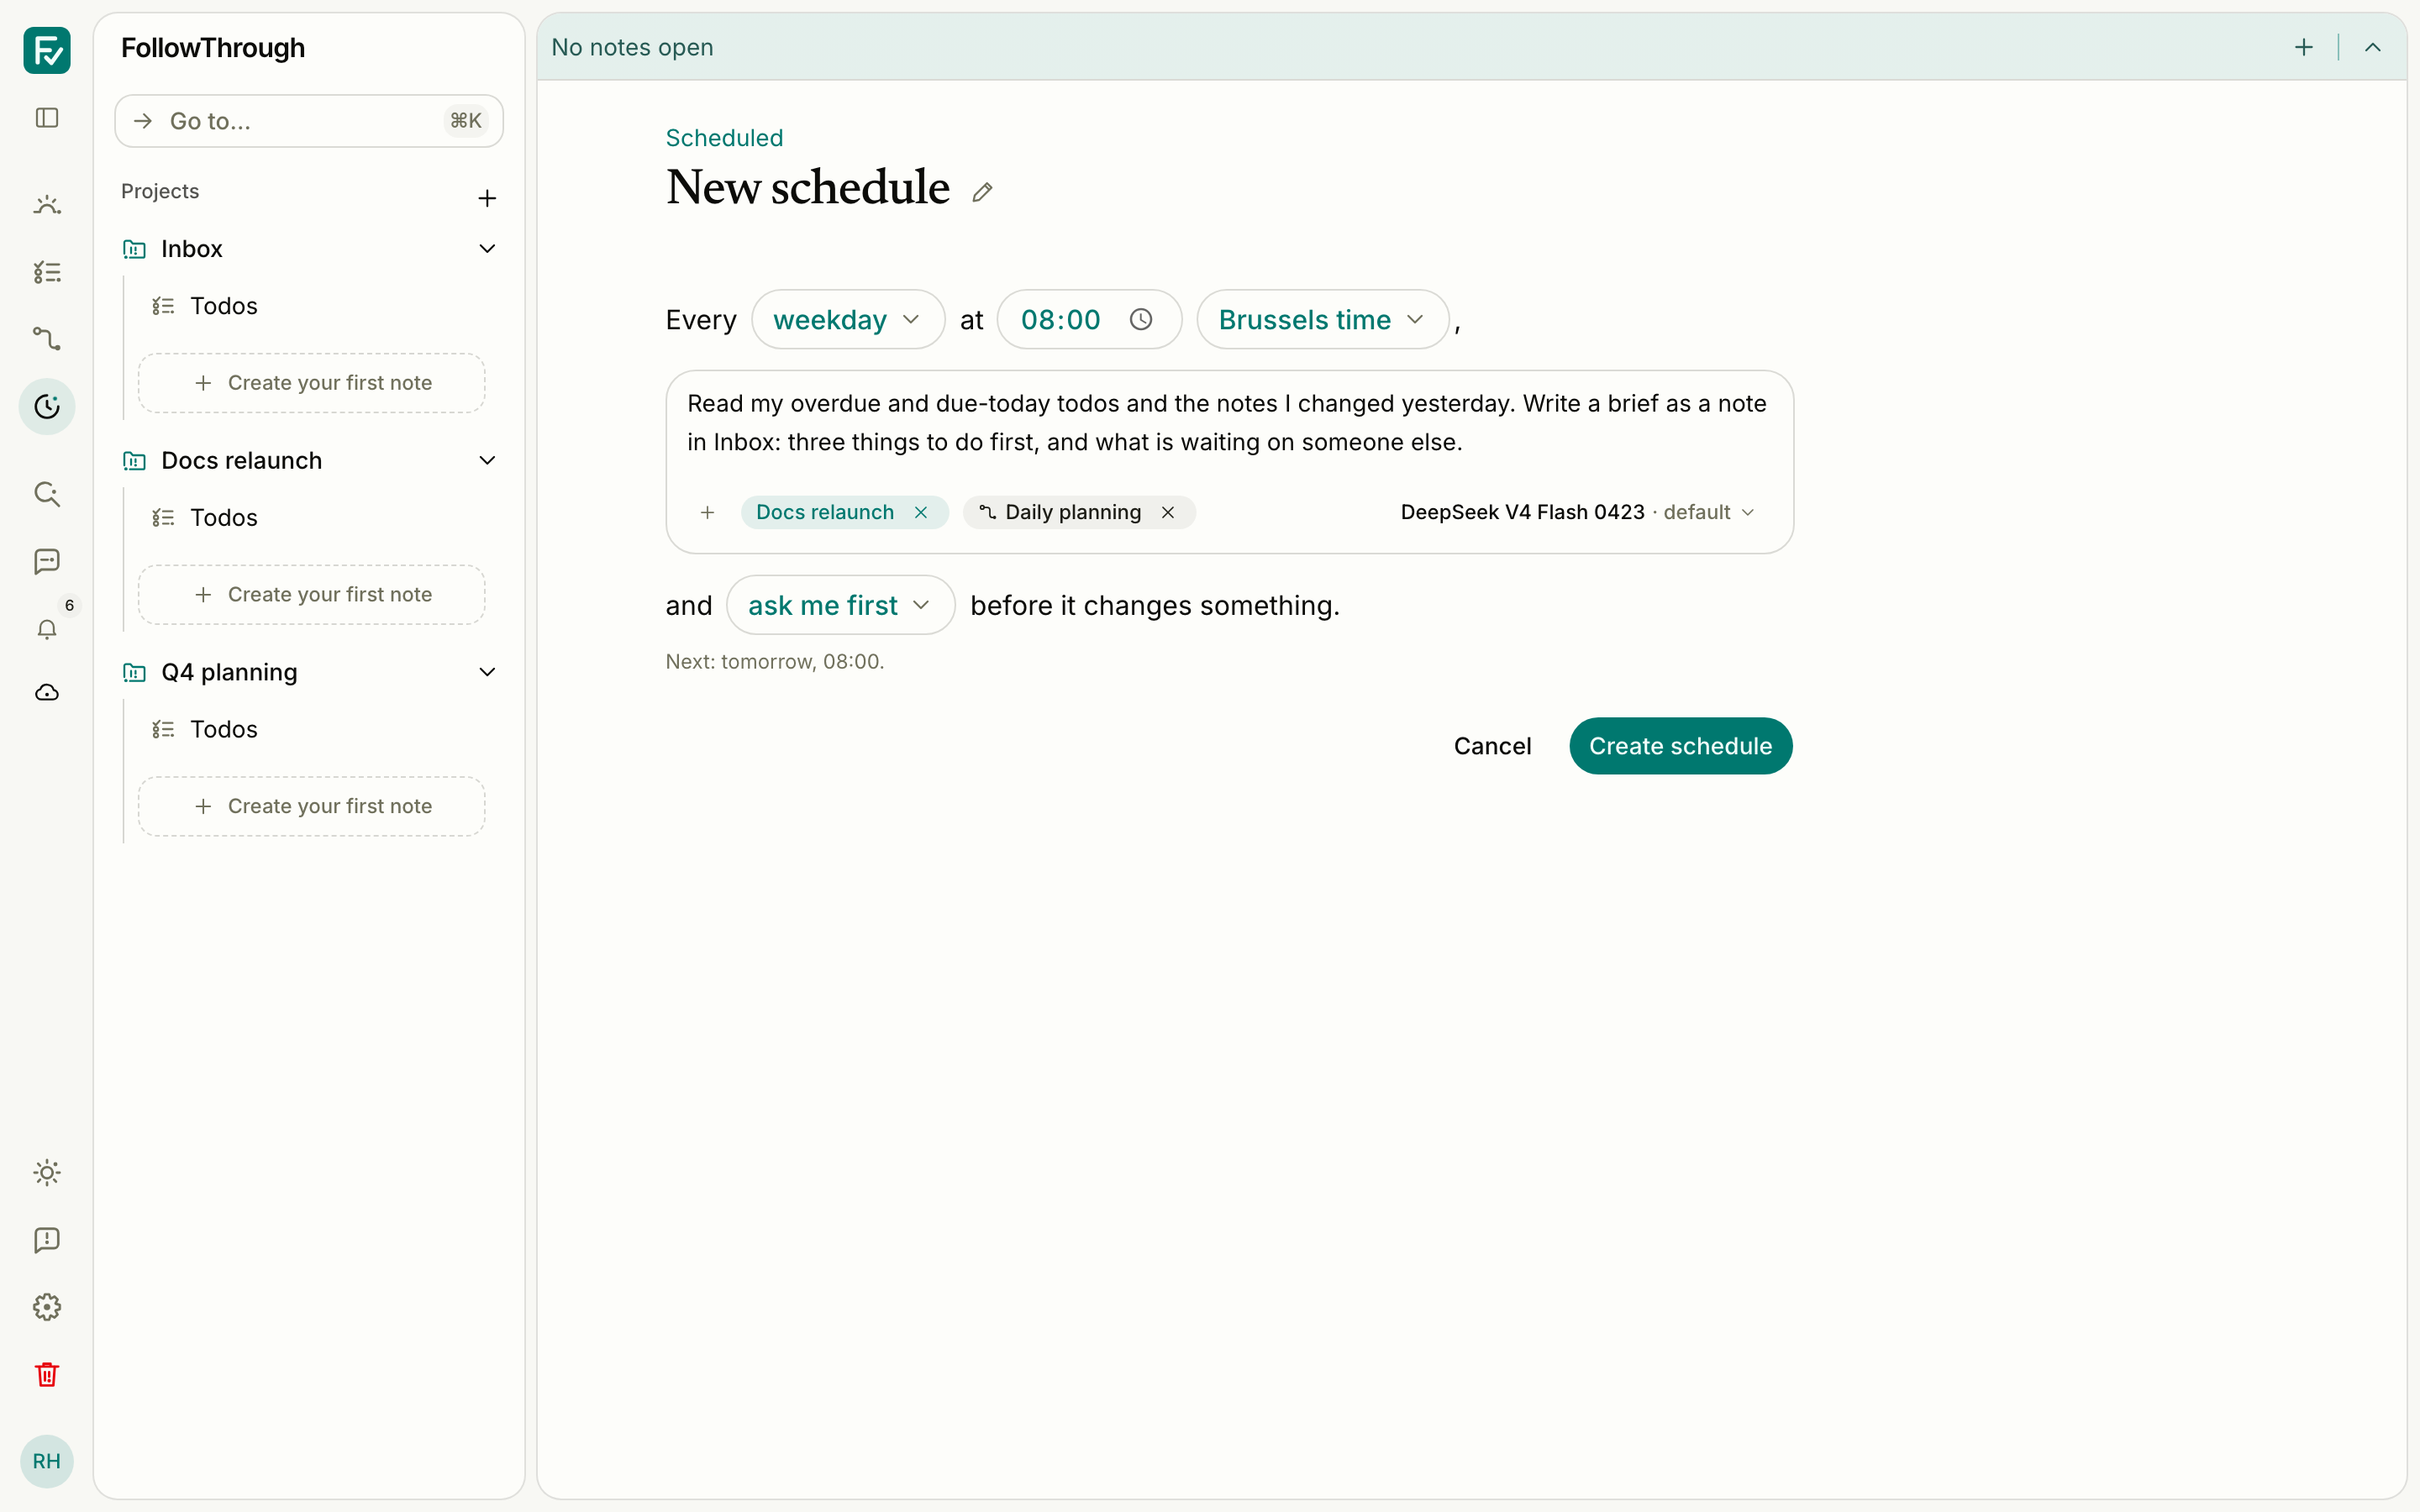 FollowThrough
Go to...
⌘K
Projects
Inbox
Todos
Create your first note
Docs relaunch
Todos
Create your first note
Q4 planning
Todos
Create your first note
6
RH
No notes open
Scheduled
New schedule
Every weekday at 08:00 Brussels time,
Read my overdue and due-today todos and the notes I changed yesterday. Write a brief as a note
in Inbox: three things to do first, and what is waiting on someone else.
Docs relaunch Daily planning DeepSeek V4 Flash 0423 · default
and ask me first before it changes something.
Next: tomorrow, 08:00.
Cancel Create schedule